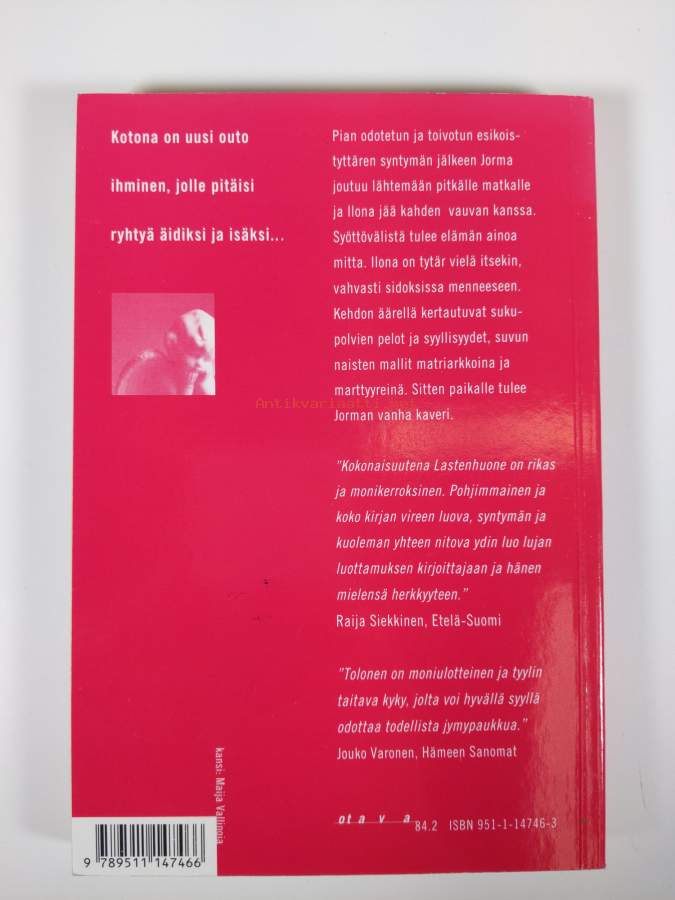 Kotona on uusi outo
ihminen, jolle pitäisi
ryhtyä äidiksi ja isäksi...
Pian odotetun ja toivotun esikois-
tyttären syntymän jälkeen Jorma
joutuu lähtemään pitkälle matkalle
ja Ilona jää kahden vauvan kanssa.
Syöttövälistä tulee elämän ainoa
mitta. Ilona on tytär vielä itsekin,
vahvasti sidoksissa menneeseen.
Kehdon äärellä kertautuvat suku-
polvien pelot ja syyllisyydet, suvun
naisten mallit matriarkkoina ja
marttyyreinä. Sitten paikalle tulee
Jorman vanha kaveri.
Antikvariaatti.net
"Kokonaisuutena Lastenhuone on rikas
ja monikerroksinen. Pohjimmainen ja
koko kirjan vireen luova, syntymän ja
kuoleman yhteen nitova ydin luo lujan
luottamuksen kirjoittajaan ja hänen
mielensä herkkyyteen."
Raija Siekkinen, Etelä-Suomi
"Tolonen on moniulotteinen ja tyylin
taitava kyky, jolta voi hyvällä syyllä
odottaa todellista jymypaukkua."
Jouko Varonen, Hämeen Sanomat
kansi: Maija Vallinoja
otava
84.2 ISBN 951-1-14746-3
9 789511 147466